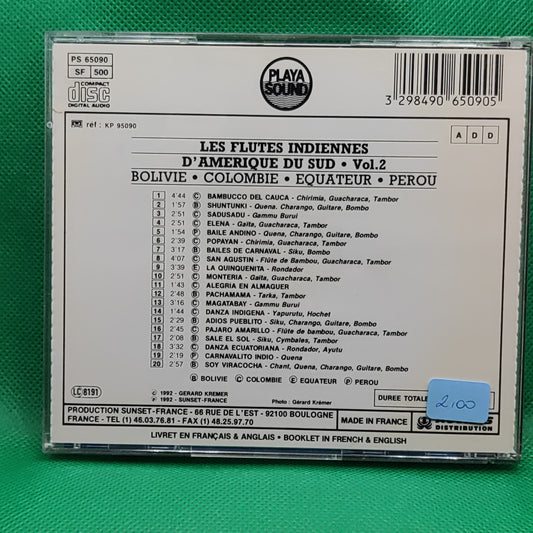 PS 65090
SF 500
COMPACT
disc
DIGITAL AUDIO
PLAYA
SOUND
3 298490 650905
réf : KP 95090
A D D
LES FLUTES INDIENNES
D'AMERIQUE DU SUD • Vol.2
BOLIVIE • COLOMBIE • EQUATEUR • PEROU
1 4'44 C BAMBUCCO DEL CAUCA - Chirimia, Guacharaca, Tambor
2 1'57 B SHUNTUNKI - Quena, Charango, Guitare, Bombo
3 2'51 C SADUSADU - Gammu Burui
4 2'51 C ELENA - Gaita, Guacharaca, Tambor
5 1'54 P BAILE ANDINO - Quena, Charango, Guitare, Bombo
6 2'39 C POPAYAN - Chirimia, Guacharaca, Tambor
7 3'17 B BAILES DE CARNAVAL - Siku, Bombo
8 4'07 C SAN AGUSTIN - Flûte de Bambou, Guacharaca, Tambor
9 3'39 E LA QUINQUENITA - Rondador
10 2'51 C MONTERIA - Gaita, Guacharaca, Tambor
11 1'43 C ALEGRIA EN ALMAGUER
12 2'48 B PACHAMAMA - Tarka, Tambor
13 3'16 C MAGATABAY - Gammu Burui
14 1'44 C DANZA INDIGENA - Yapurutu, Hochet
15 2'29 B ADIOS PUEBLITO - Siku, Charango, Guitare, Bombo
16 2'45 C PAJARO AMARILLO - Flûte de bambou, Guacharaca, Tambor
17 2'08 B SALE EL SOL - Siku, Cymbales, Tambor
18 3'32 C DANZA ECUATORIANA - Rondador, Ayutu
19 2'19 P CARNAVALITO INDIO - Quena
20 2'57 B SOY VIRACOCHA - Chant, Quena, Charango, Guitare, Bombo
B BOLIVIE C COLOMBIE E EQUATEUR P PEROU
LC 8191
© 1992 - GERARD KREMER
℗ 1992 - SUNSET-FRANCE
Photo : Gérard Krémer
DUREE TOTALE
2,00
PRODUCTION SUNSET-FRANCE - 66 RUE DE L'EST - 92100 BOULOGNE
FRANCE - TEL (1) 46.03.76.81 - FAX (1) 48.25.97.70
MADE IN FRANCE
DISTRIBUTION
LIVRET EN FRANÇAIS & ANGLAIS • BOOKLET IN FRENCH & ENGLISH